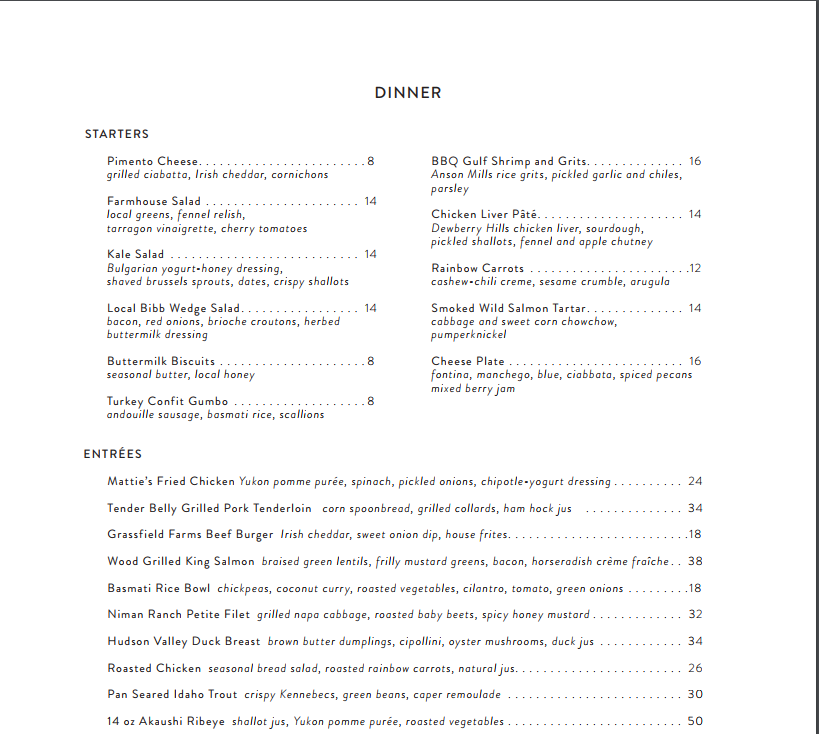 DINNER
STARTERS
Pimento Cheese. . . . . . . . . . . . . . . . . . . . . . . . 8
grilled ciabatta, Irish cheddar, cornichons
Farmhouse Salad . . . . . . . . . . . . . . . . . . . . . . 14
local greens, fennel relish,
tarragon vinaigrette, cherry tomatoes
Kale Salad . . . . . . . . . . . . . . . . . . . . . . . . . . . 14
Bulgarian yogurt-honey dressing,
shaved brussels sprouts, dates, crispy shallots
Local Bibb Wedge Salad. . . . . . . . . . . . . . . . . 14
bacon, red onions, brioche croutons, herbed
buttermilk dressing
Buttermilk Biscuits . . . . . . . . . . . . . . . . . . . . . 8
seasonal butter, local honey
Turkey Confit Gumbo . . . . . . . . . . . . . . . . . . . 8
andouille sausage, basmati rice, scallions
BBQ Gulf Shrimp and Grits. . . . . . . . . . . . . . 16
Anson Mills rice grits, pickled garlic and chiles,
parsley
Chicken Liver Pâté. . . . . . . . . . . . . . . . . . . . . 14
Dewberry Hills chicken liver, sourdough,
pickled shallots, fennel and apple chutney
Rainbow Carrots . . . . . . . . . . . . . . . . . . . . . . .12
cashew-chili creme, sesame crumble, arugula
Smoked Wild Salmon Tartar. . . . . . . . . . . . . . 14
cabbage and sweet corn chowchow,
pumperknickel
Cheese Plate . . . . . . . . . . . . . . . . . . . . . . . . . 16
fontina, manchego, blue, ciabbata, spiced pecans
mixed berry jam
ENTRÉES
Mattie's Fried Chicken Yukon pomme purée, spinach, pickled onions, chipotle-yogurt dressing . . . . . . . . . . 24
Tender Belly Grilled Pork Tenderloin corn spoonbread, grilled collards, ham hock jus . . . . . . . . . . . . . . 34
Grassfield Farms Beef Burger Irish cheddar, sweet onion dip, house frites. . . . . . . . . . . . . . . . . . . . . . . . . .18
Wood Grilled King Salmon braised green lentils, frilly mustard greens, bacon, horseradish crème fraîche . . 38
Basmati Rice Bowl chickpeas, coconut curry, roasted vegetables, cilantro, tomato, green onions . . . . . . . . .18
Niman Ranch Petite Filet grilled napa cabbage, roasted baby beets, spicy honey mustard . . . . . . . . . . . . . 32
Hudson Valley Duck Breast brown butter dumplings, cipollini, oyster mushrooms, duck jus . . . . . . . . . . . . 34
Roasted Chicken seasonal bread salad, roasted rainbow carrots, natural jus. . . . . . . . . . . . . . . . . . . . . . . . 26
Pan Seared Idaho Trout crispy Kennebecs, green beans, caper remoulade . . . . . . . . . . . . . . . . . . . . . . . . . 30
14 oz Akaushi Ribeye shallot jus, Yukon pomme purée, roasted vegetables . . . . . . . . . . . . . . . . . . . . . . . . . 50